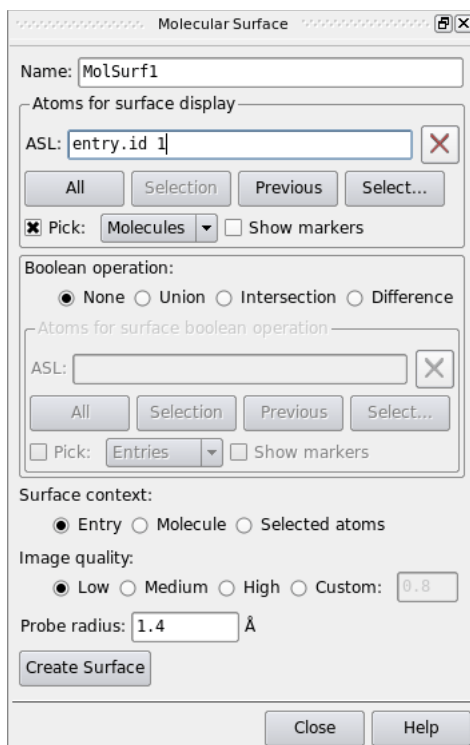 Molecular Surface
Name: MolSurf1
Atoms for surface display
ASL: entry.id 1
All Selection Previous Select...
Pick: Molecules Show markers
Boolean operation:
None Union Intersection Difference
Atoms for surface boolean operation
ASL:
All Selection Previous Select...
Pick: Entries Show markers
Surface context:
Entry Molecule Selected atoms
Image quality:
Low Medium High Custom: 0.8
Probe radius: 1.4 Å
Create Surface
Close Help